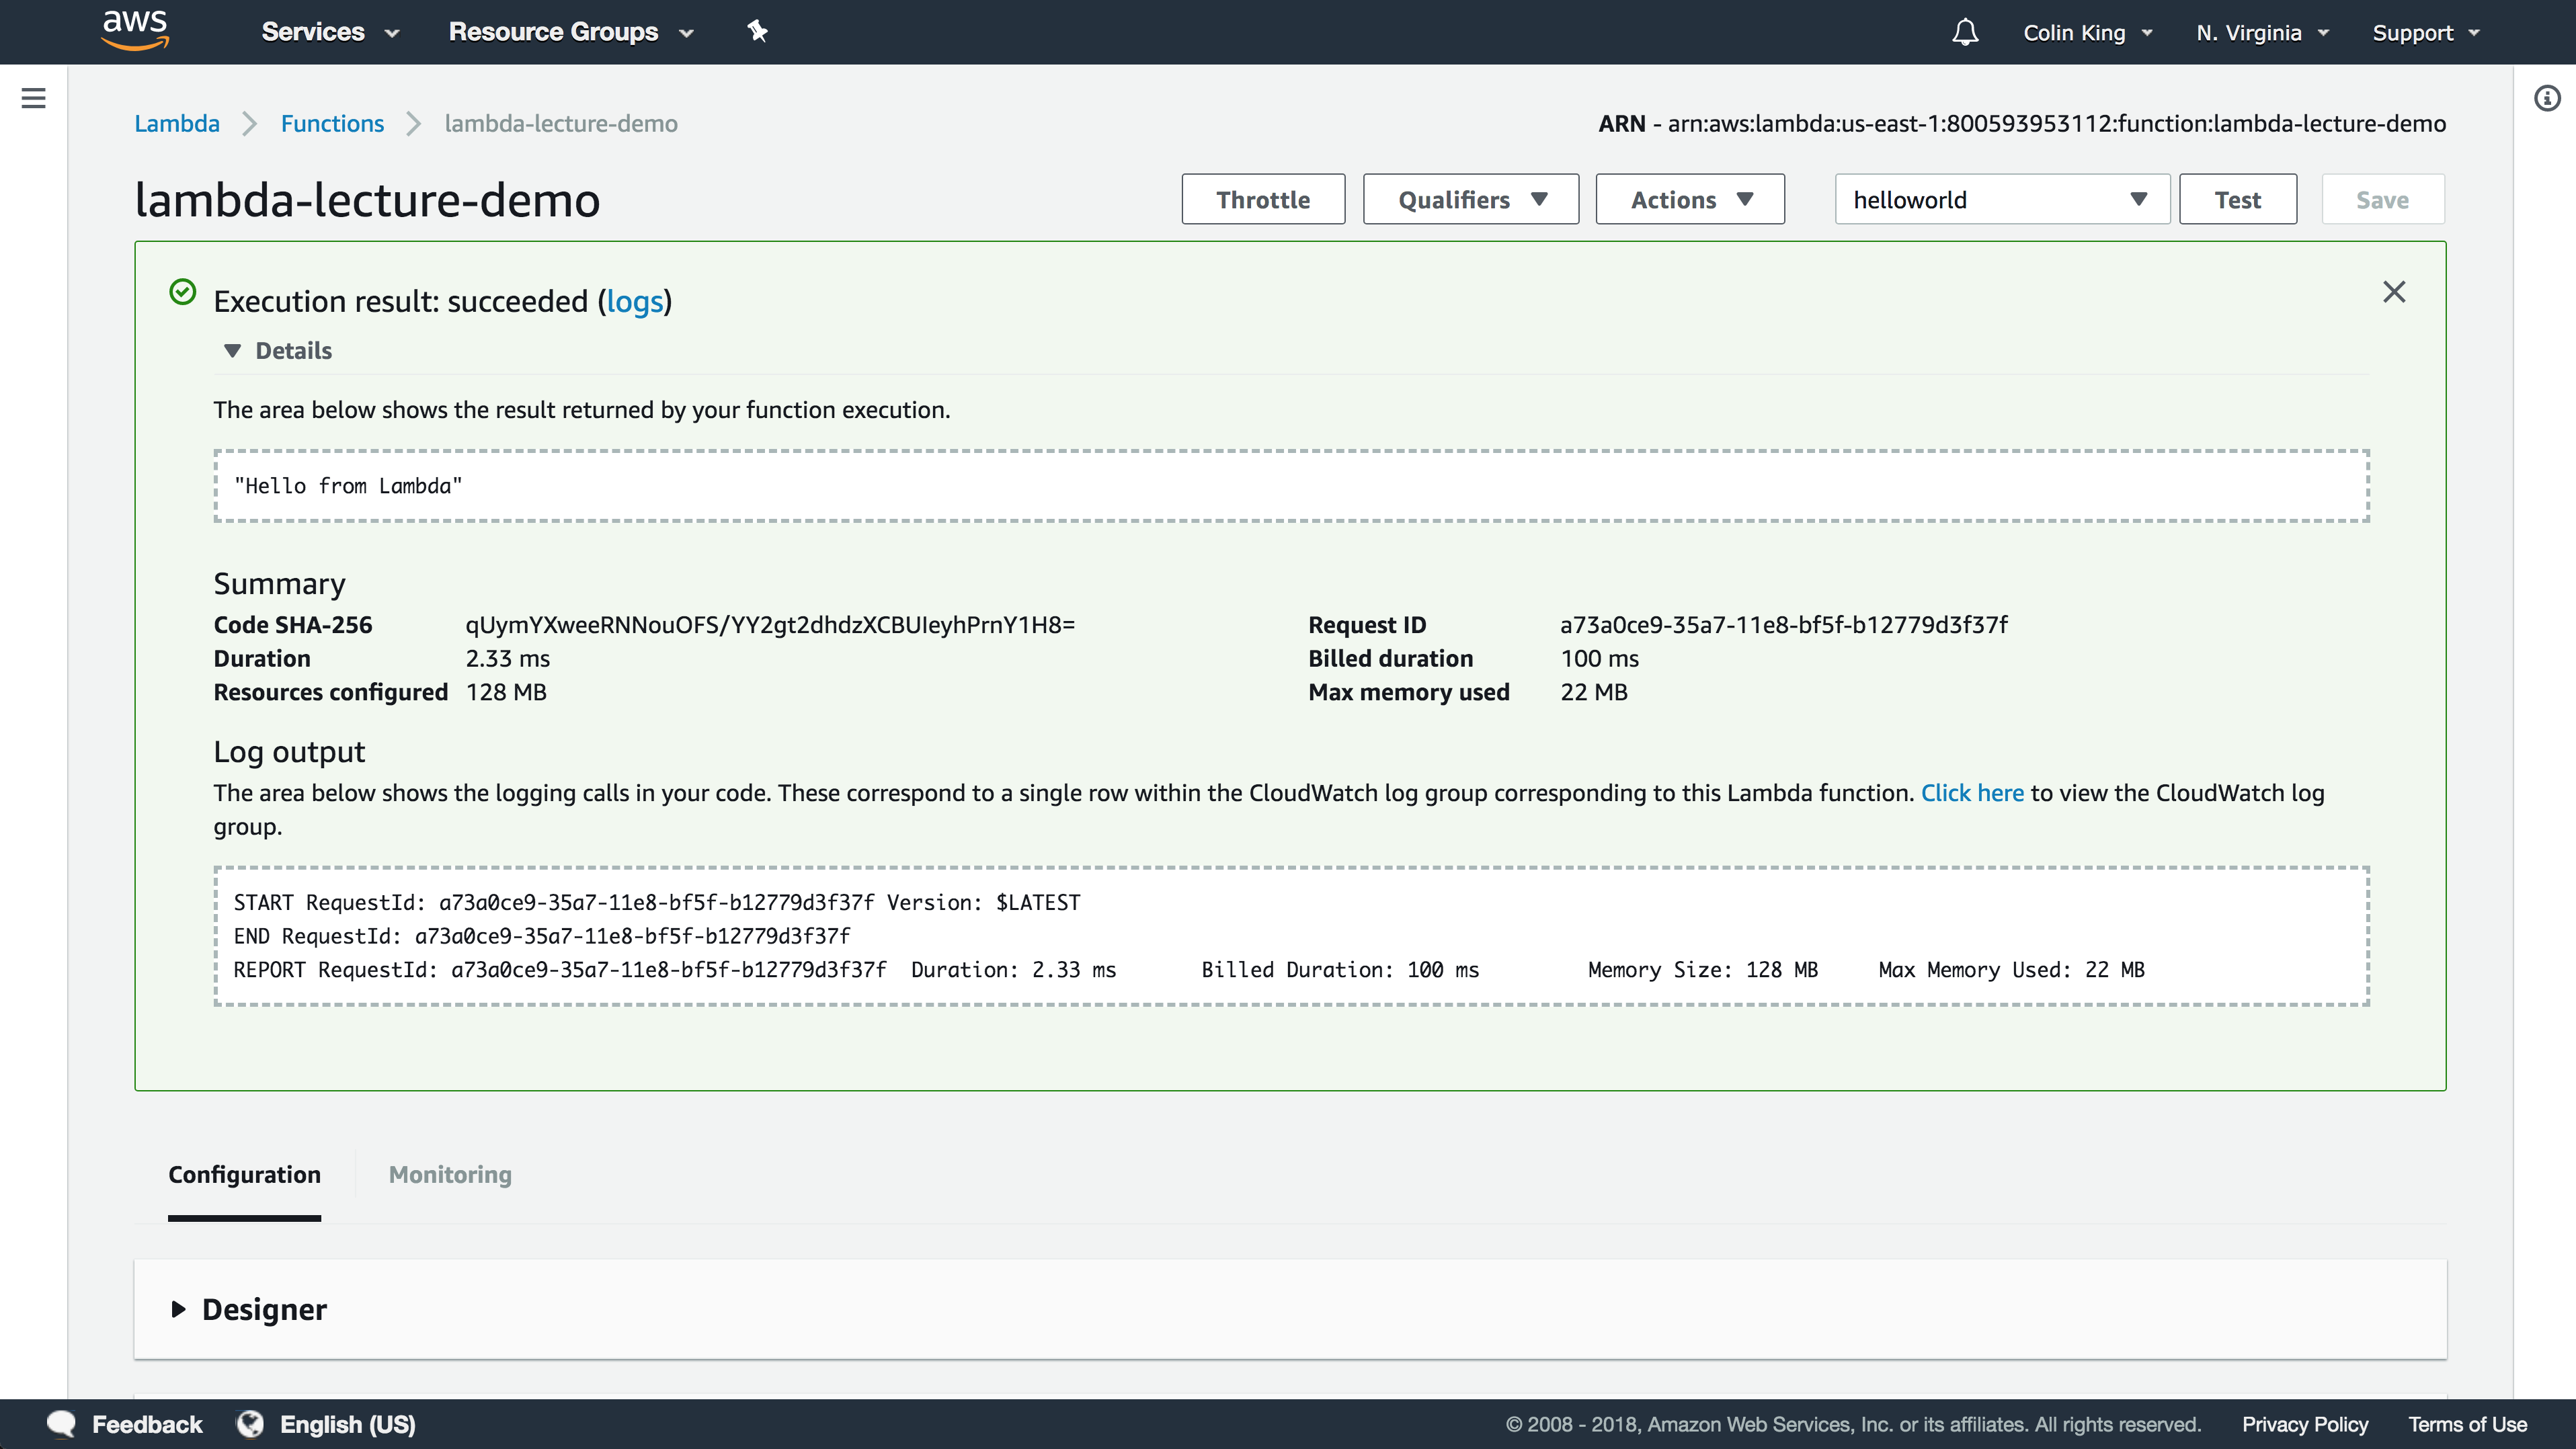 aws Services Resource Groups Colin King N. Virginia Support
Lambda Functions lambda-lecture-demo ARN - arn:aws:lambda:us-east-1:800593953112:function:lambda-lecture-demo
lambda-lecture-demo Throttle Qualifiers Actions helloworld Test Save
Execution result: succeeded (logs)
Details
The area below shows the result returned by your function execution.
"Hello from Lambda"
Summary
Code SHA-256 qUymYXweeRNNouOFS/YY2gt2dhdzXCBUIeyhPrnY1H8= Request ID a73a0ce9-35a7-11e8-bf5f-b12779d3f37f
Duration 2.33 ms Billed duration 100 ms
Resources configured 128 MB Max memory used 22 MB
Log output
The area below shows the logging calls in your code. These correspond to a single row within the CloudWatch log group corresponding to this Lambda function. Click here to view the CloudWatch log
group.
START RequestId: a73a0ce9-35a7-11e8-bf5f-b12779d3f37f Version: $LATEST
END RequestId: a73a0ce9-35a7-11e8-bf5f-b12779d3f37f
REPORT RequestId: a73a0ce9-35a7-11e8-bf5f-b12779d3f37f Duration: 2.33 ms Billed Duration: 100 ms Memory Size: 128 MB Max Memory Used: 22 MB
Configuration Monitoring
Designer
Feedback English (US) © 2008 - 2018, Amazon Web Services, Inc. or its affiliates. All rights reserved. Privacy Policy Terms of Use